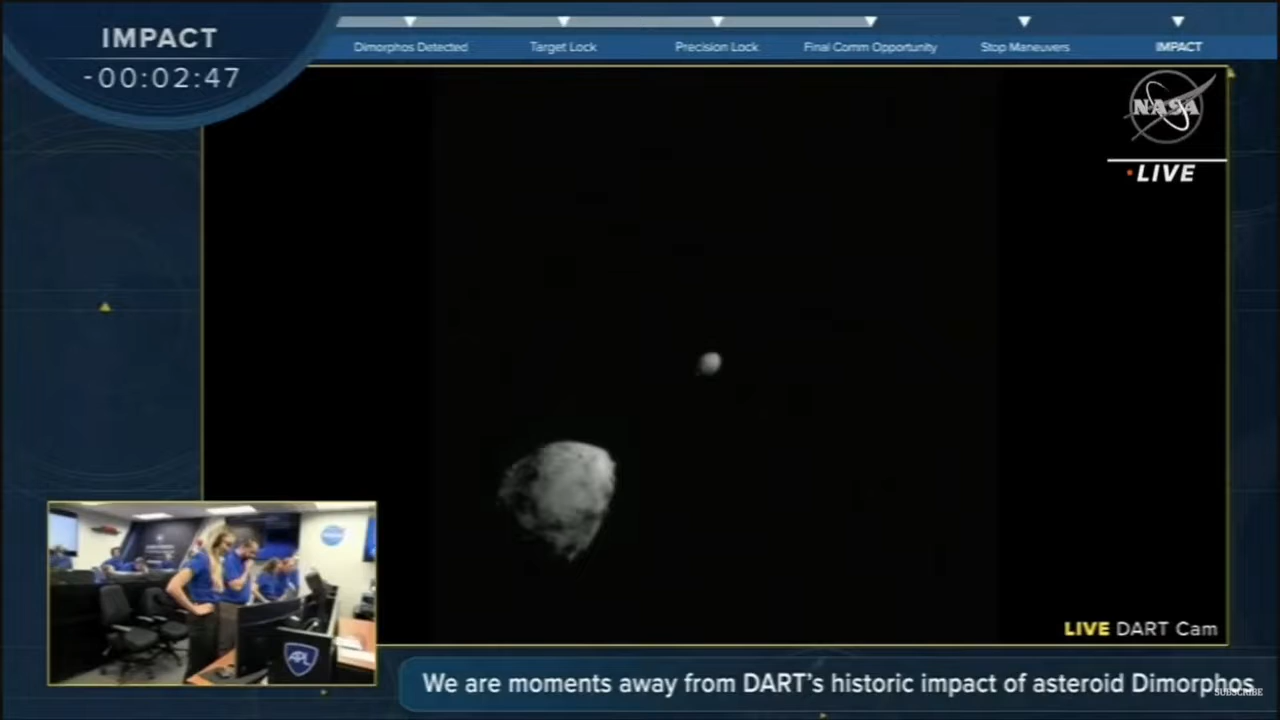 IMPACT
-00:02:47
Dimorphos Detected
Target Lock
Precision Lock
Final Comm Opportunity
Stop Maneuvers
IMPACT
NASA
LIVE
APL
LIVE DART Cam
We are moments away from DART's historic impact of asteroid Dimorphos
SUBSCRIBE